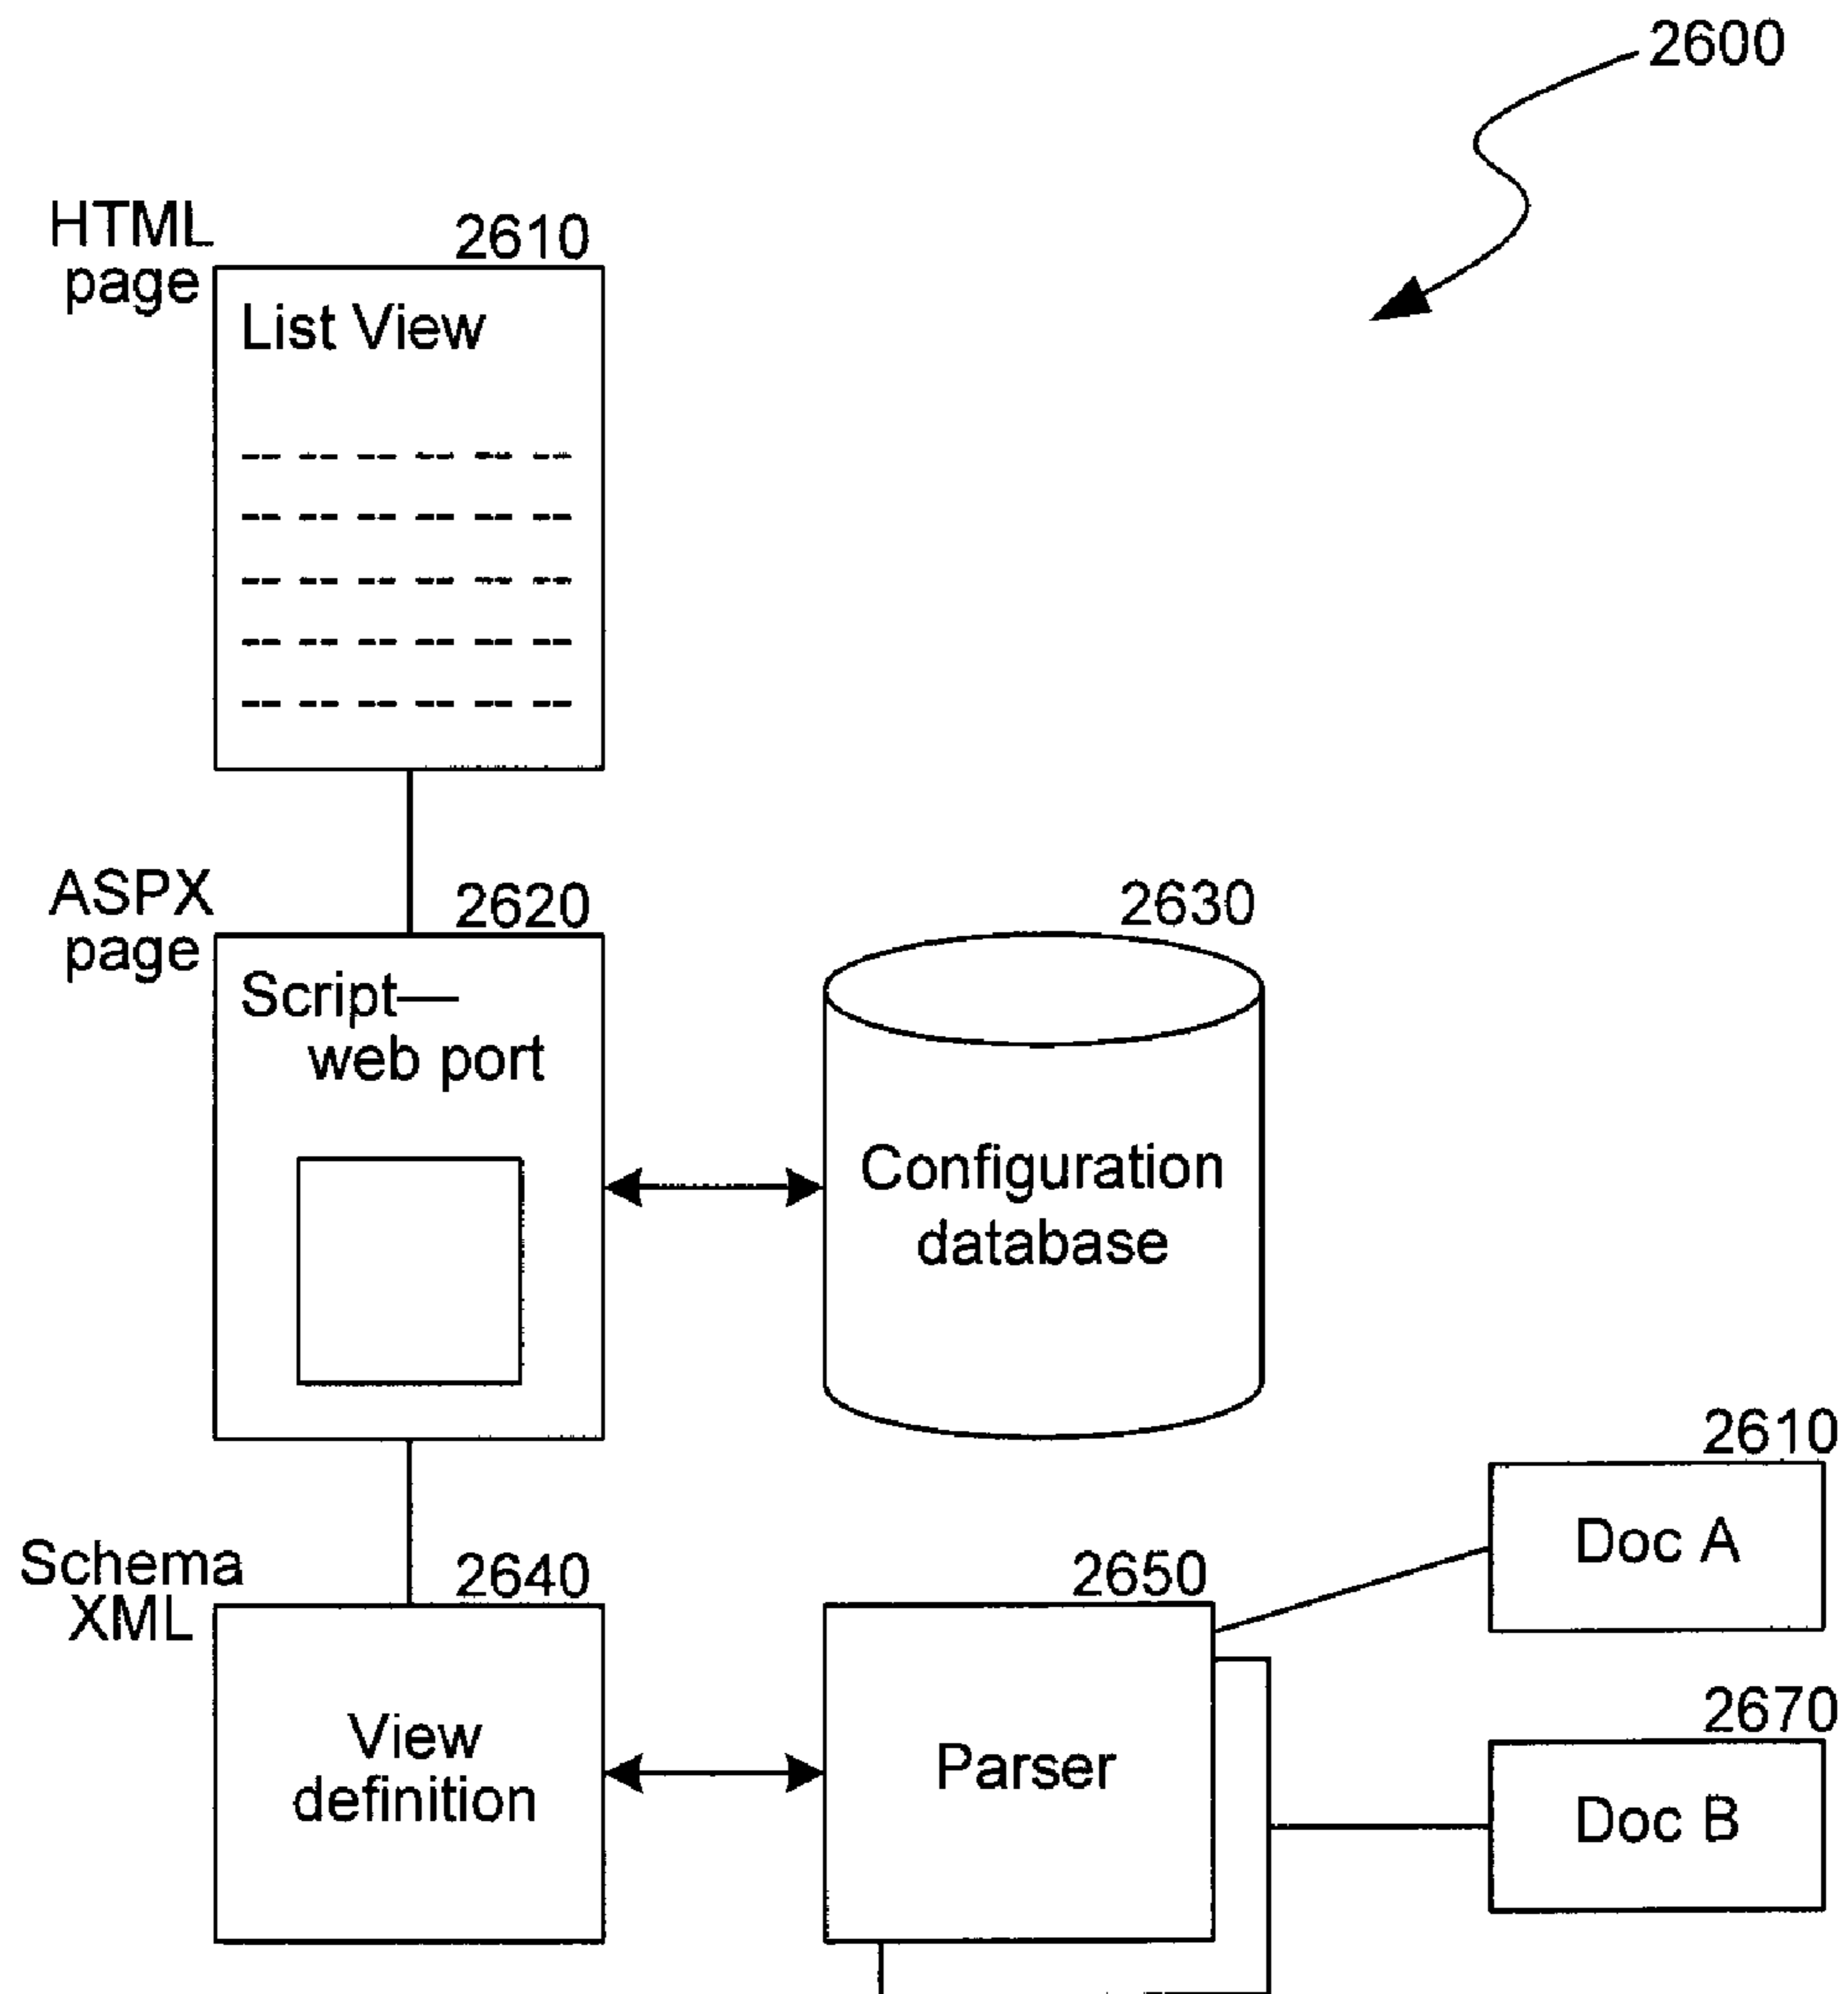 2600
HTML
page
2610
List View
ASPX
page
2620
Script—
web port
2630
Configuration
database
Schema
XML
2640
View
definition
2650
Parser
2610
Doc A
2670
Doc B